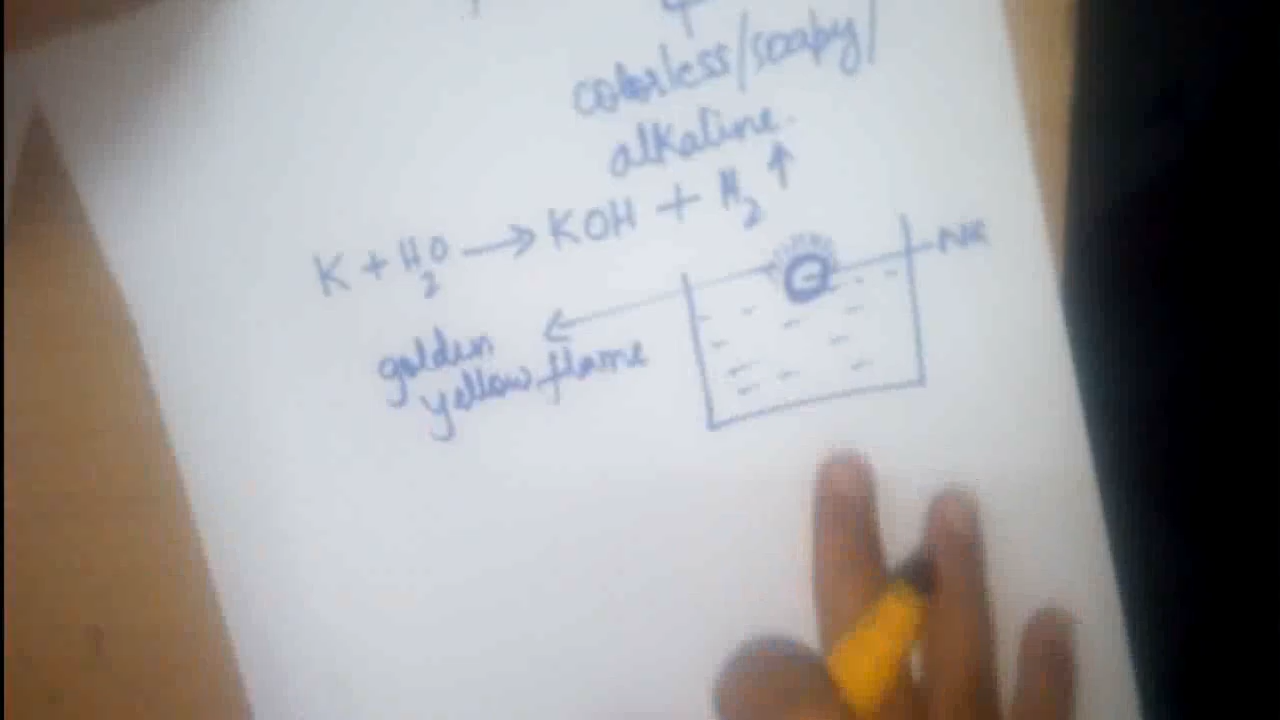 colorless/soapy/
alkaline.
K + H2O → KOH + H2 ↑
golden
yellow flame